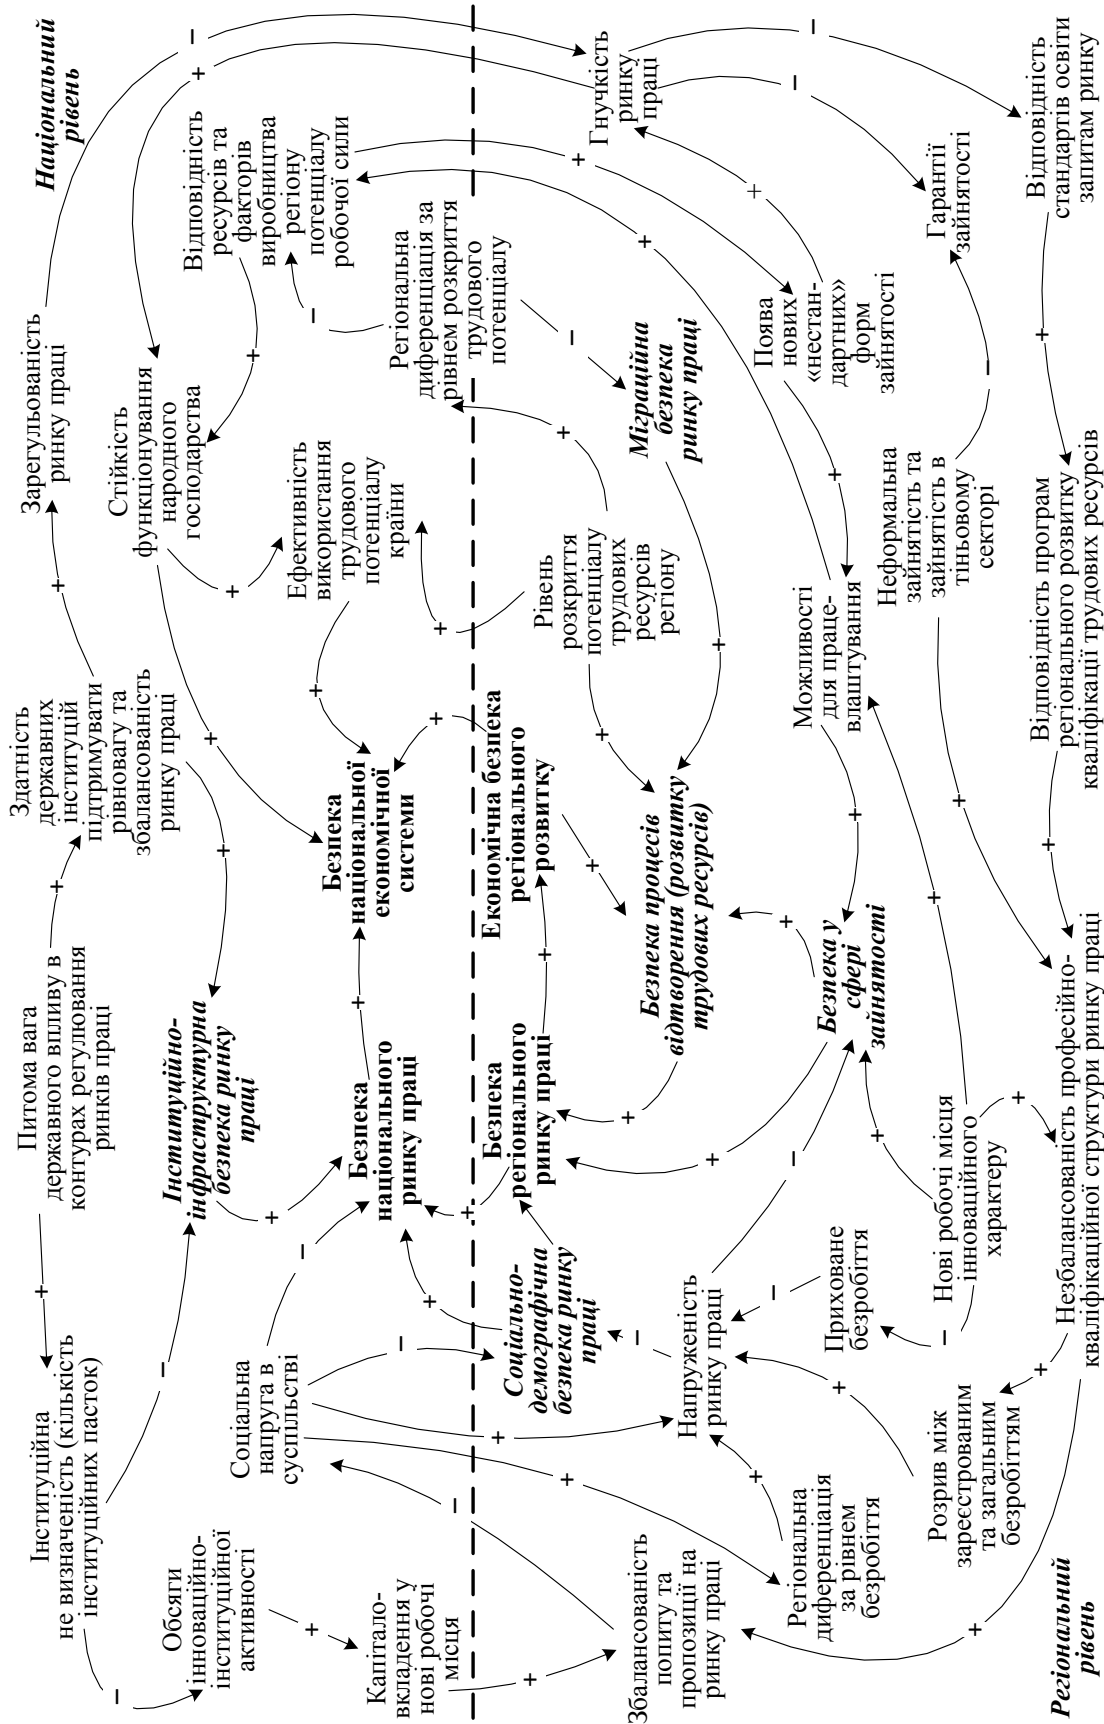 Національний
рівень
Інституційна
не визначеність (кількість
інституційних пасток)
Питома вага
державного впливу в
контурах регулювання
ринків праці
Здатність
державних
інституцій
підтримувати
рівновагу та
збалансованість
ринку праці
Зарегульованість
ринку праці
Обсяги
інноваційно-
інституційної
активності
Інституційно-
інфраструктурна
безпека ринку
праці
Стійкість
функціонування
народного
господарства
Відповідність
ресурсів та
факторів
виробництва
регіону
потенціалу
робочої сили
Соціальна
напруга в
суспільстві
Безпека
національного
ринку праці
Безпека
національної
економічної
системи
Ефективність
використання
трудового
потенціалу
країни
Капітало-
вкладення у
нові робочі
місця
Регіональна
диференціація за
рівнем розкриття
трудового
потенціалу
Соціально-
демографічна
безпека ринку
праці
Безпека
регіонального
ринку праці
Економічна безпека
регіонального
розвитку
Рівень
розкриття
потенціалу
трудових
ресурсів
регіону
Міграційна
безпека
ринку праці
Гнучкість
ринку
праці
Збалансованість
попиту та
пропозиції на
ринку праці
Напруженість
ринку праці
Безпека процесів
відтворення (розвитку
трудових ресурсів)
Поява
нових
«нестан-
дартних»
форм
зайнятості
Регіональна
диференціація
за рівнем
безробіття
Приховане
безробіття
Безпека у
сфері
зайнятості
Можливості
для праце-
влаштування
Неформальна
зайнятість та
зайнятість в
тіньовому
секторі
Гарантії
зайнятості
Розрив між
зареєстрованим
та загальним
безробіттям
Нові робочі місця
інноваційного
характеру
Незбалансованість професійно-
кваліфікаційної структури ринку праці
Відповідність програм
регіонального розвитку
кваліфікації трудових ресурсів
Відповідність
стандартів освіти
запитам ринку
Регіональний
рівень